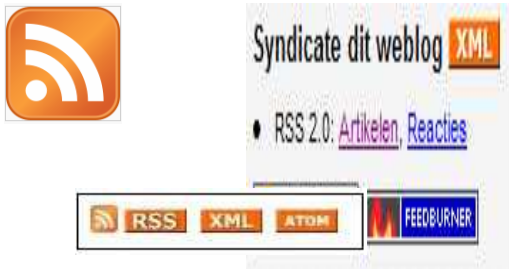 Syndicate dit weblog XML
• RSS 2.0: Artikelen, Reacties
RSS XML ATOM
FEEDBURNER